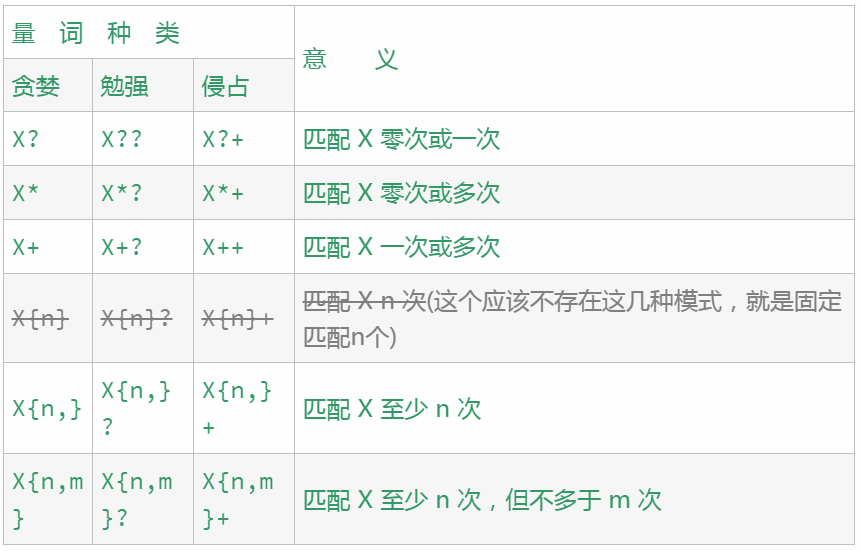 量 词 种 类
意 义
贪婪 勉强 侵占
X? X?? X?+ 匹配 X 零次或一次
X* X*? X*+ 匹配 X 零次或多次
X+ X+? X++ 匹配 X 一次或多次
X{n} X{n}? X{n}+ 匹配 X n 次(这个应该不存在这几种模式，就是固定
匹配n个)
X{n,} X{n,}
? X{n,}
+ 匹配 X 至少 n 次
X{n,m
} X{n,m
}? X{n,m
}+ 匹配 X 至少 n 次，但不多于 m 次